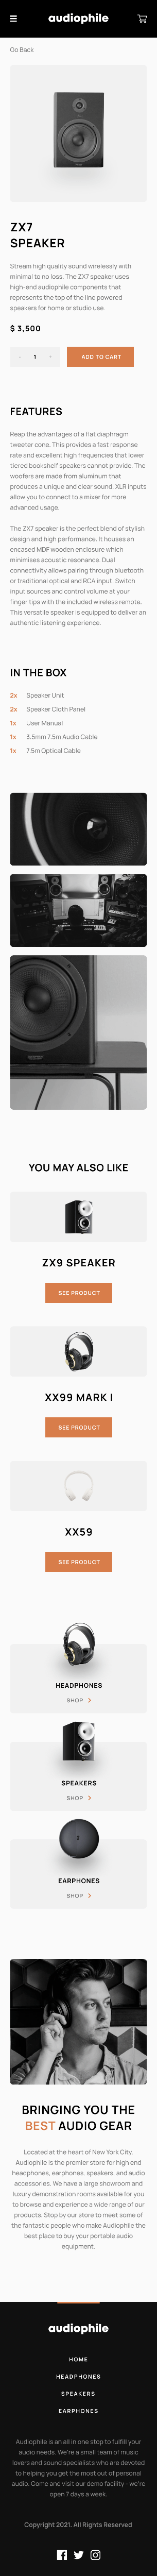 audiophile
Go Back
ZX7
SPEAKER
Stream high quality sound wirelessly with
minimal to no loss. The ZX7 speaker uses
high-end audiophile components that
represents the top of the line powered
speakers for home or studio use.
$ 3,500
- 1 + ADD TO CART
FEATURES
Reap the advantages of a flat diaphragm
tweeter cone. This provides a fast response
rate and excellent high frequencies that lower
tiered bookshelf speakers cannot provide. The
woofers are made from aluminum that
produces a unique and clear sound. XLR inputs
allow you to connect to a mixer for more
advanced usage.
The ZX7 speaker is the perfect blend of stylish
design and high performance. It houses an
encased MDF wooden enclosure which
minimises acoustic resonance. Dual
connectivity allows pairing through bluetooth
or traditional optical and RCA input. Switch
input sources and control volume at your
finger tips with the included wireless remote.
This versatile speaker is equipped to deliver an
authentic listening experience.
IN THE BOX
2x Speaker Unit
2x Speaker Cloth Panel
1x User Manual
1x 3.5mm 7.5m Audio Cable
1x 7.5m Optical Cable
YOU MAY ALSO LIKE
ZX9 SPEAKER
SEE PRODUCT
XX99 MARK I
SEE PRODUCT
XX59
SEE PRODUCT
HEADPHONES
SHOP
SPEAKERS
SHOP
EARPHONES
SHOP
BRINGING YOU THE
BEST AUDIO GEAR
Located at the heart of New York City,
Audiophile is the premier store for high end
headphones, earphones, speakers, and audio
accessories. We have a large showroom and
luxury demonstration rooms available for you
to browse and experience a wide range of our
products. Stop by our store to meet some of
the fantastic people who make Audiophile the
best place to buy your portable audio
equipment.
audiophile
HOME
HEADPHONES
SPEAKERS
EARPHONES
Audiophile is an all in one stop to fulfill your
audio needs. We're a small team of music
lovers and sound specialists who are devoted
to helping you get the most out of personal
audio. Come and visit our demo facility - we're
open 7 days a week.
Copyright 2021. All Rights Reserved